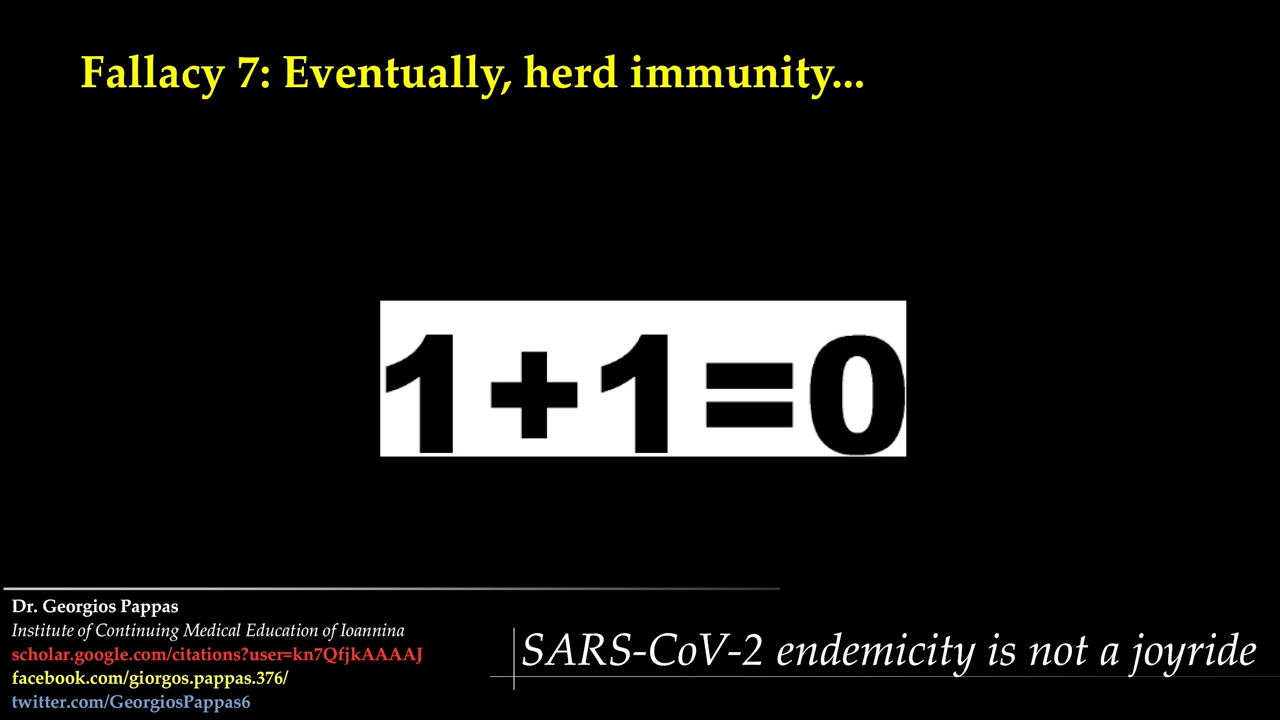 Fallacy 7: Eventually, herd immunity...
1+1=0
Dr. Georgios Pappas
Institute of Continuing Medical Education of Ioannina
scholar.google.com/citations?user=kn7QfjkAAAAJ
facebook.com/giorgos.pappas.376/
twitter.com/GeorgiosPappas6
SARS-CoV-2 endemicity is not a joyride